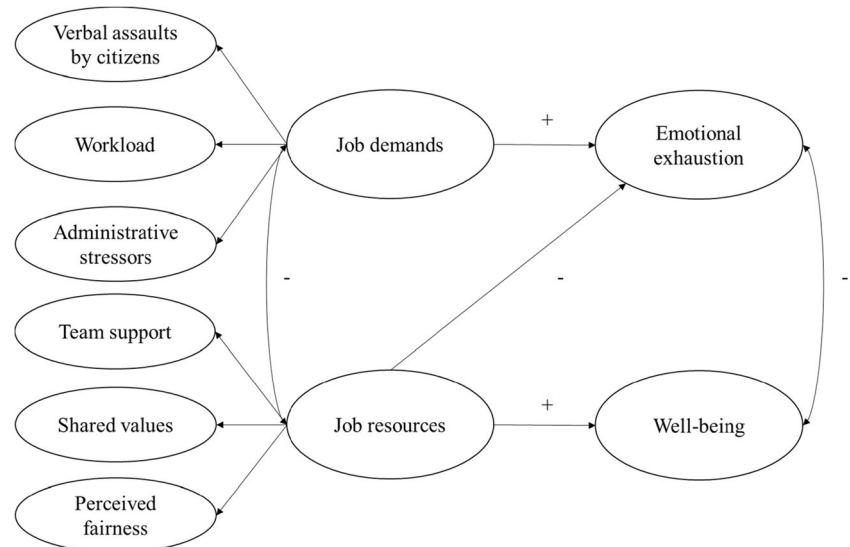 Verbal assaults
by citizens
Workload
Administrative
stressors
Team support
Shared values
Perceived
fairness
Job demands
Job resources
+
-
-
+
Emotional
exhaustion
Well-being
-